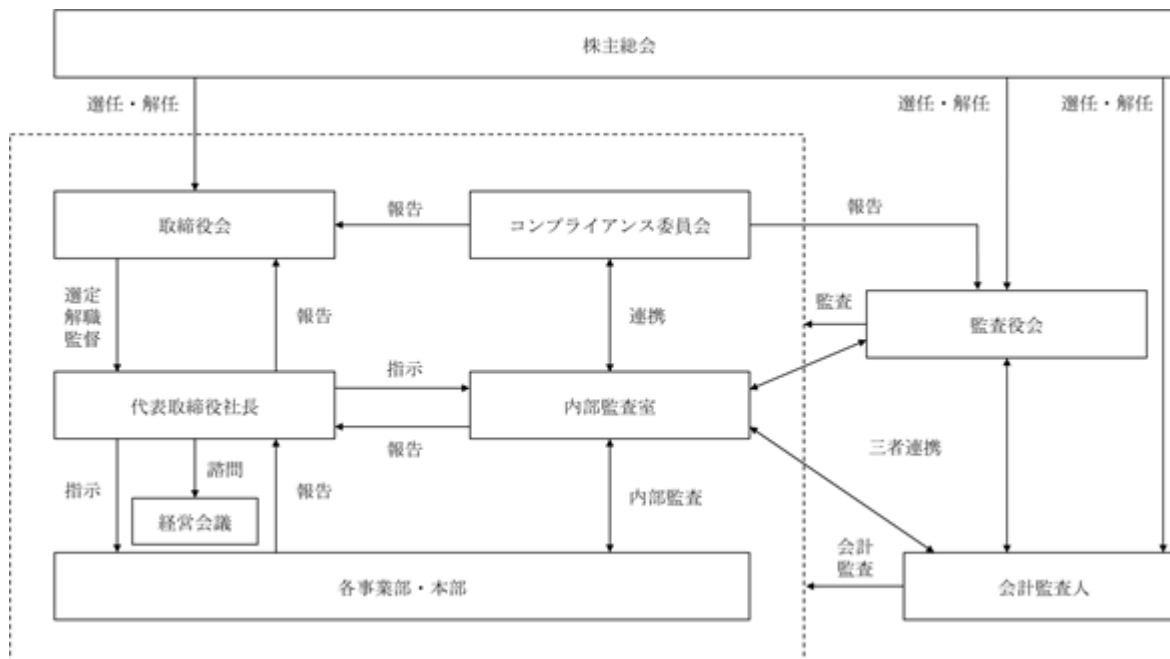 株主総会
選任・解任
選任・解任
選任・解任
取締役会
報告
コンプライアンス委員会
報告
選定
解職
監督
報告
連携
監査
監査役会
代表取締役社長
指示
報告
内部監査室
三者連携
指示
諮問
報告
内部監査
経営会議
会計
監査
各事業部・本部
会計監査人